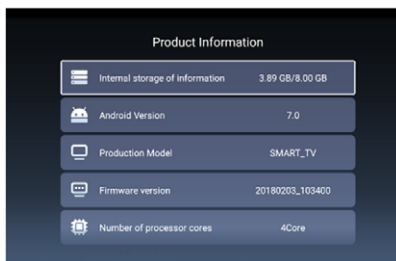 Product Information
Internal storage of information 3.89 GB/8.00 GB
Android Version 7.0
Production Model SMART_TV
Firmware version 20180203_103400
Number of processor cores 4Core